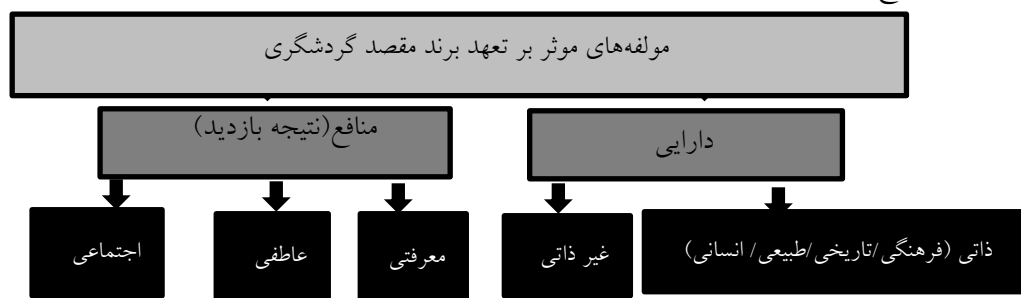 مولفه‌های موثر بر تعهد برند مقصد گردشگری
دارایی
منافع(نتیجه بازدید)
ذاتی (فرهنگی/تاریخی/طبیعی/ انسانی)
غیر ذاتی
معرفتی
عاطفی
اجتماعی